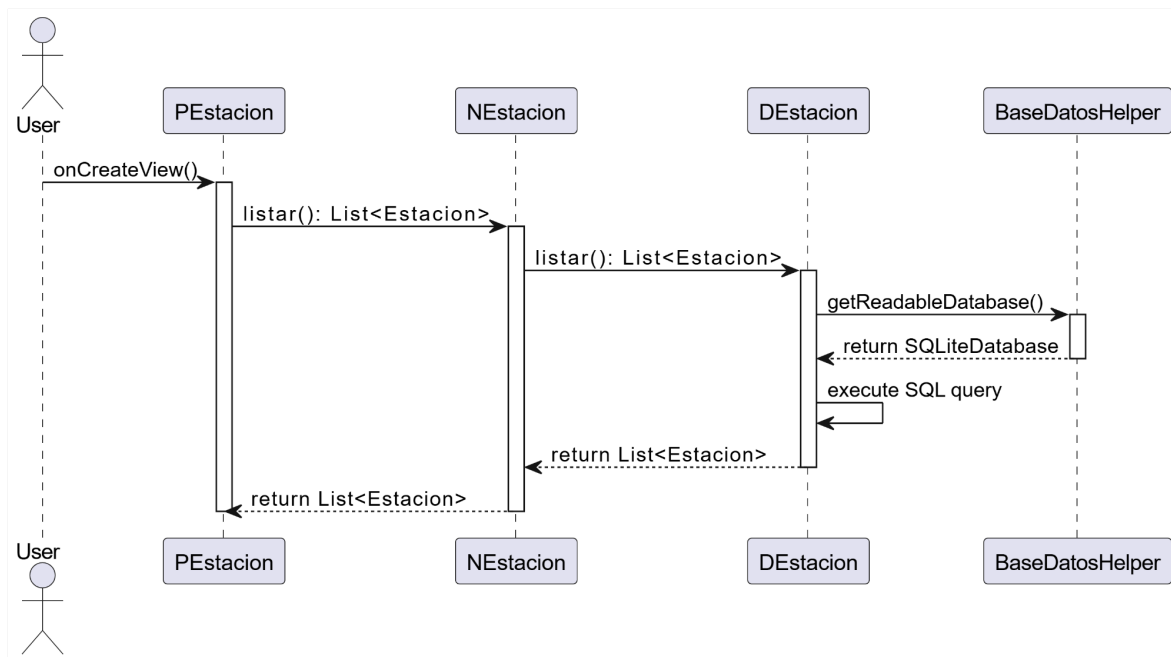 User
PEstacion
NEstacion
DEstacion
BaseDatosHelper
onCreateView()
listar(): List<Estacion>
listar(): List<Estacion>
getReadableDatabase()
return SQLiteDatabase
execute SQL query
return List<Estacion>
return List<Estacion>
User
PEstacion
NEstacion
DEstacion
BaseDatosHelper